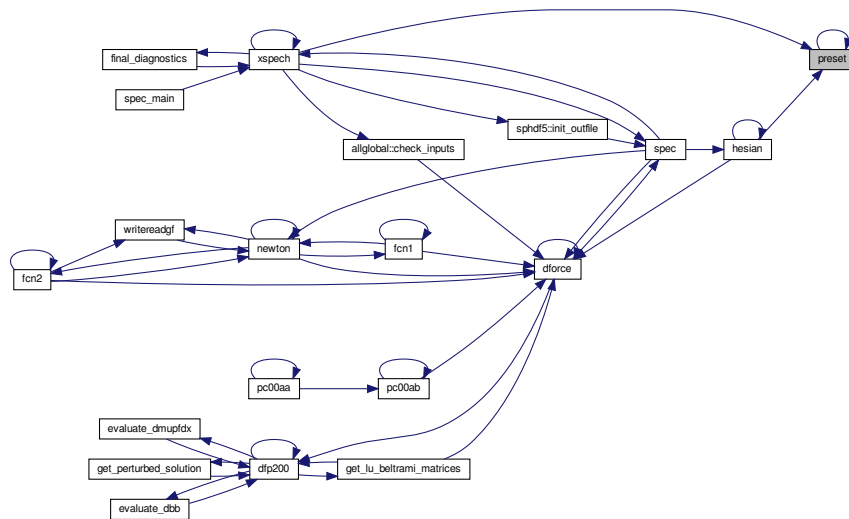 final_diagnostics
xspech
preset
spec_main
sphdf5::init_outfile
allglobal::check_inputs
spec
hesian
writereadgf
newton
fcn1
fcn2
dforce
pc00aa
pc00ab
evaluate_dmupfdx
get_perturbed_solution
dfp200
get_lu_beltrami_matrices
evaluate_dbb